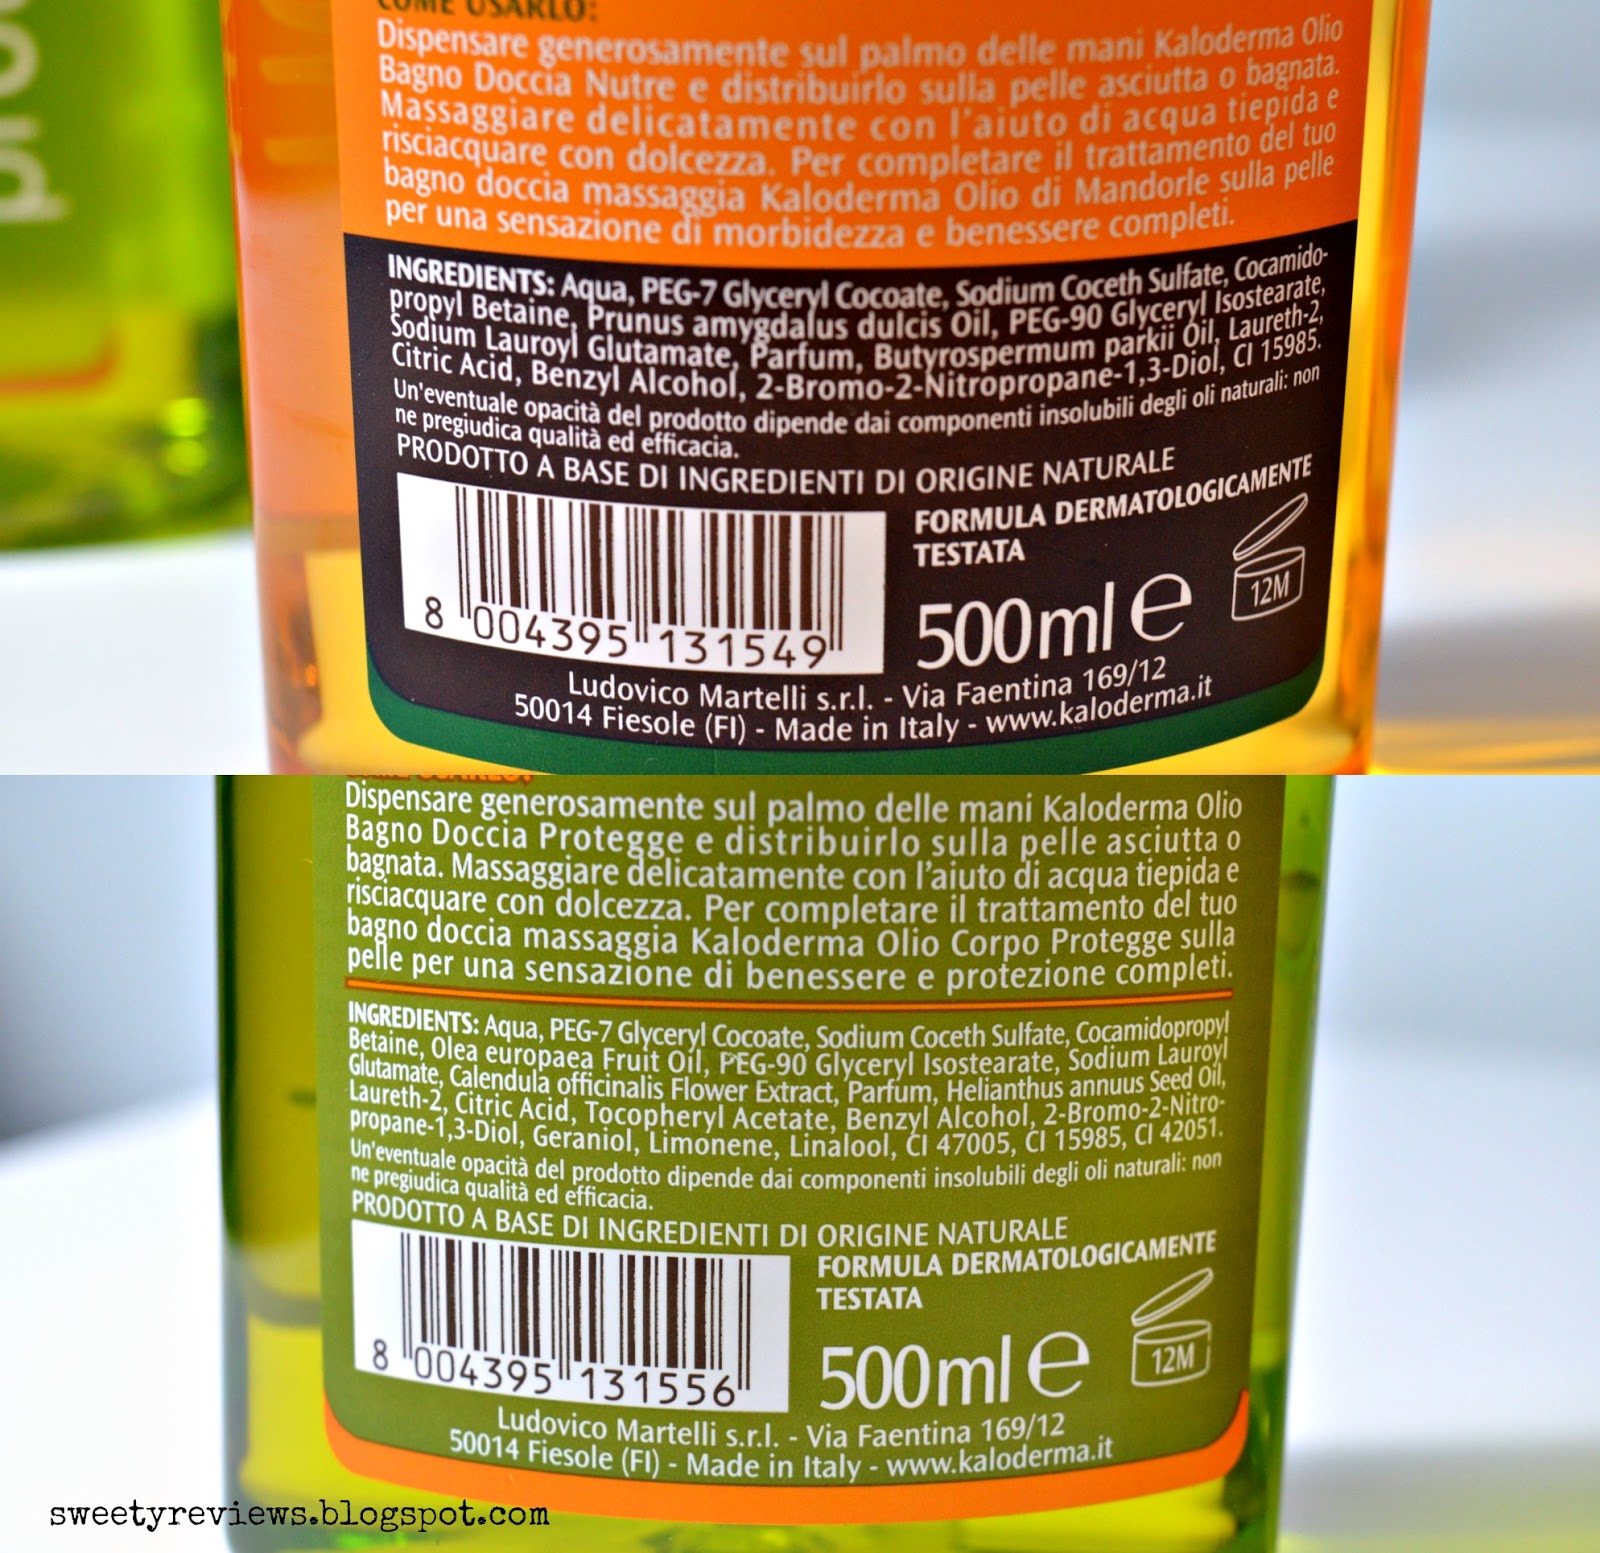 COME USARLO:
Dispensare generosamente sul palmo delle mani Kaloderma Olio
Bagno Doccia Nutre e distribuirlo sulla pelle asciutta o bagnata.
Massaggiare delicatamente con l'aiuto di acqua tiepida e
risciacquare con dolcezza. Per completare il trattamento del tuo
bagno doccia massaggia Kaloderma Olio di Mandorle sulla pelle
per una sensazione di morbidezza e benessere completi.
INGREDIENTS: Aqua, PEG-7 Glyceryl Cocoate, Sodium Coceth Sulfate, Cocamido-
propyl Betaine, Prunus amygdalus dulcis Oil, PEG-90 Glyceryl Isostearate,
Sodium Lauroyl Glutamate, Parfum, Butyrospermum parkii Oil, Laureth-2,
Citric Acid, Benzyl Alcohol, 2-Bromo-2-Nitropropane-1,3-Diol, CI 15985.
Un'eventuale opacità del prodotto dipende dai componenti insolubili degli oli naturali: non
ne pregiudica qualità ed efficacia.
PRODOTTO A BASE DI INGREDIENTI DI ORIGINE NATURALE
FORMULA DERMATOLOGICAMENTE
TESTATA
8 004395 131549
500ml e
12M
Ludovico Martelli s.r.l. - Via Faentina 169/12
50014 Fiesole (FI) - Made in Italy - www.kaloderma.it
Dispensare generosamente sul palmo delle mani Kaloderma Olio
Bagno Doccia Protegge e distribuirlo sulla pelle asciutta o
bagnata. Massaggiare delicatamente con l'aiuto di acqua tiepida e
risciacquare con dolcezza. Per completare il trattamento del tuo
bagno doccia massaggia Kaloderma Olio Corpo Protegge sulla
pelle per una sensazione di benessere e protezione completi.
INGREDIENTS: Aqua, PEG-7 Glyceryl Cocoate, Sodium Coceth Sulfate, Cocamidopropyl
Betaine, Olea europaea Fruit Oil, PEG-90 Glyceryl Isostearate, Sodium Lauroyl
Glutamate, Calendula officinalis Flower Extract, Parfum, Helianthus annuus Seed Oil,
Laureth-2, Citric Acid, Tocopheryl Acetate, Benzyl Alcohol, 2-Bromo-2-Nitro-
propane-1,3-Diol, Geraniol, Limonene, Linalool, CI 47005, CI 15985, CI 42051.
Un'eventuale opacità del prodotto dipende dai componenti insolubili degli oli naturali: non
ne pregiudica qualità ed efficacia.
PRODOTTO A BASE DI INGREDIENTI DI ORIGINE NATURALE
FORMULA DERMATOLOGICAMENTE
TESTATA
8 004395 131556
500ml e
12M
Ludovico Martelli s.r.l. - Via Faentina 169/12
50014 Fiesole (FI) - Made in Italy - www.kaloderma.it
sweetyreviews.blogspot.com